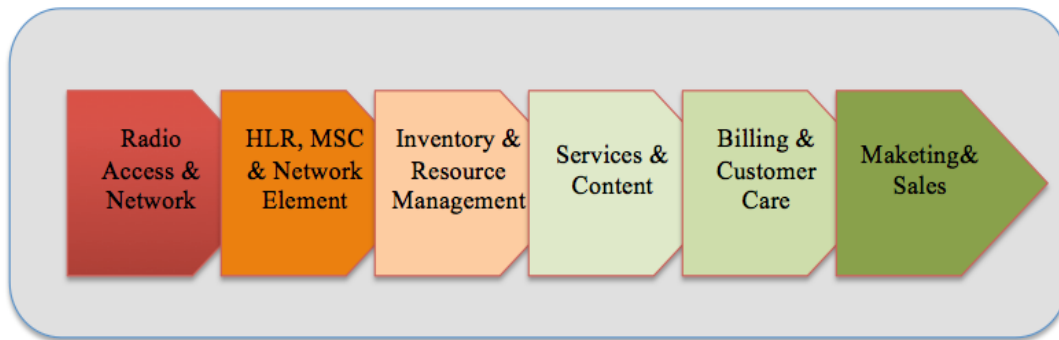 Radio
Access &
Network
HLR, MSC
& Network
Element
Inventory &
Resource
Management
Services &
Content
Billing &
Customer
Care
Maketing&
Sales